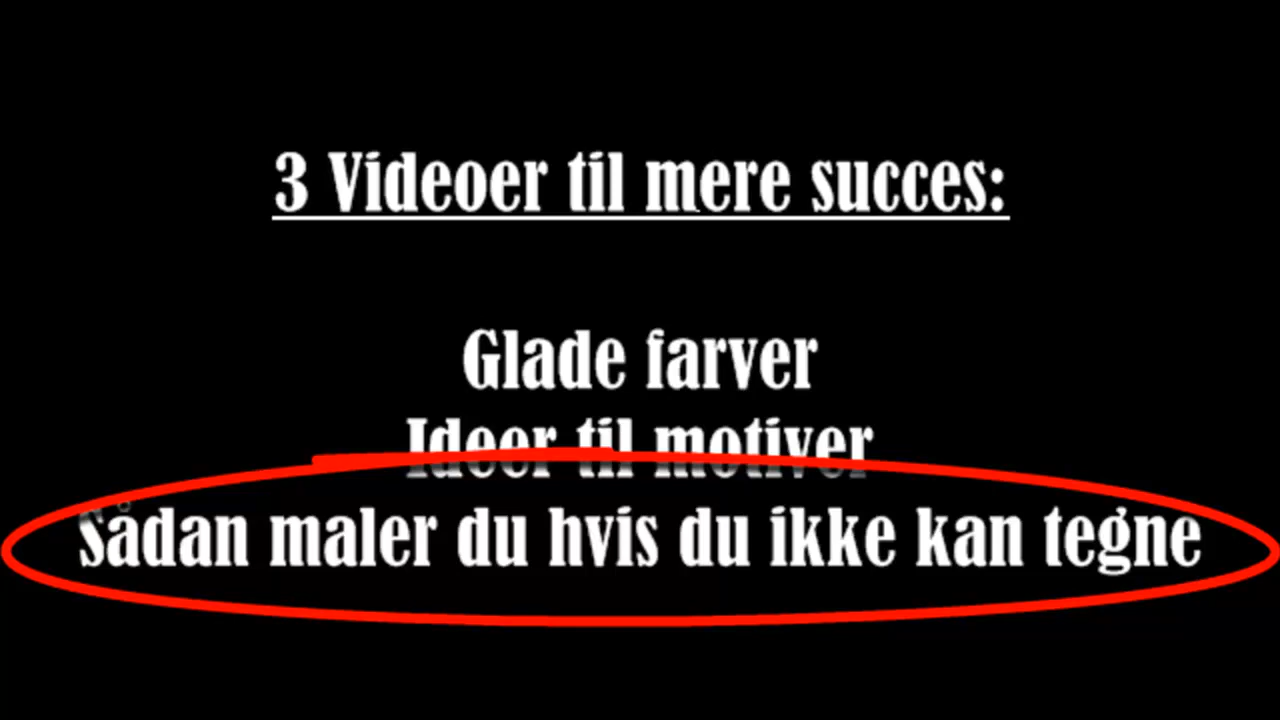 3 Videoer til mere succes:
Glade farver
Ideer til motiver
Sådan maler du hvis du ikke kan tegne